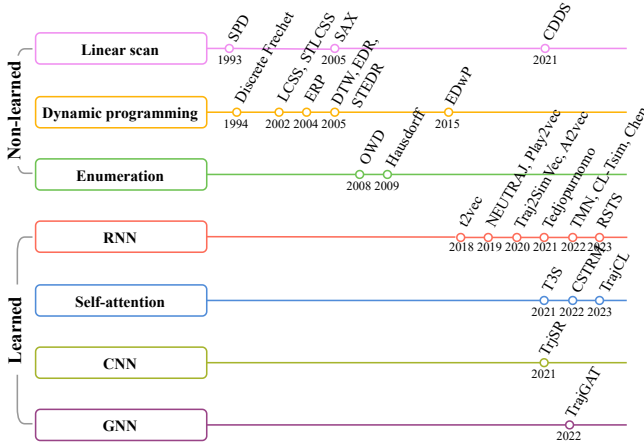 Non-learned
Linear scan
SPD
1993
SAX
2005
CDDS
2021
Dynamic programming
Discrete Frechet
1994
LCSS, STLCSS
2002
ERP
2004
DTW, EDR,
STEDR
2005
EDwP
2015
Enumeration
OWD
2008
Hausdorff
2009
Learned
RNN
t2vec
2018
NEUTRAJ, Play2vec
2019
Traj2SimVec, At2vec
2020
Tedjopurnomo
2021
TMN, CL-Tsim, Chen
2022
RSTS
2023
Self-attention
T3S
2021
CSTRM
2022
TrajCL
2023
CNN
TrjSR
2021
GNN
TrajGAT
2022